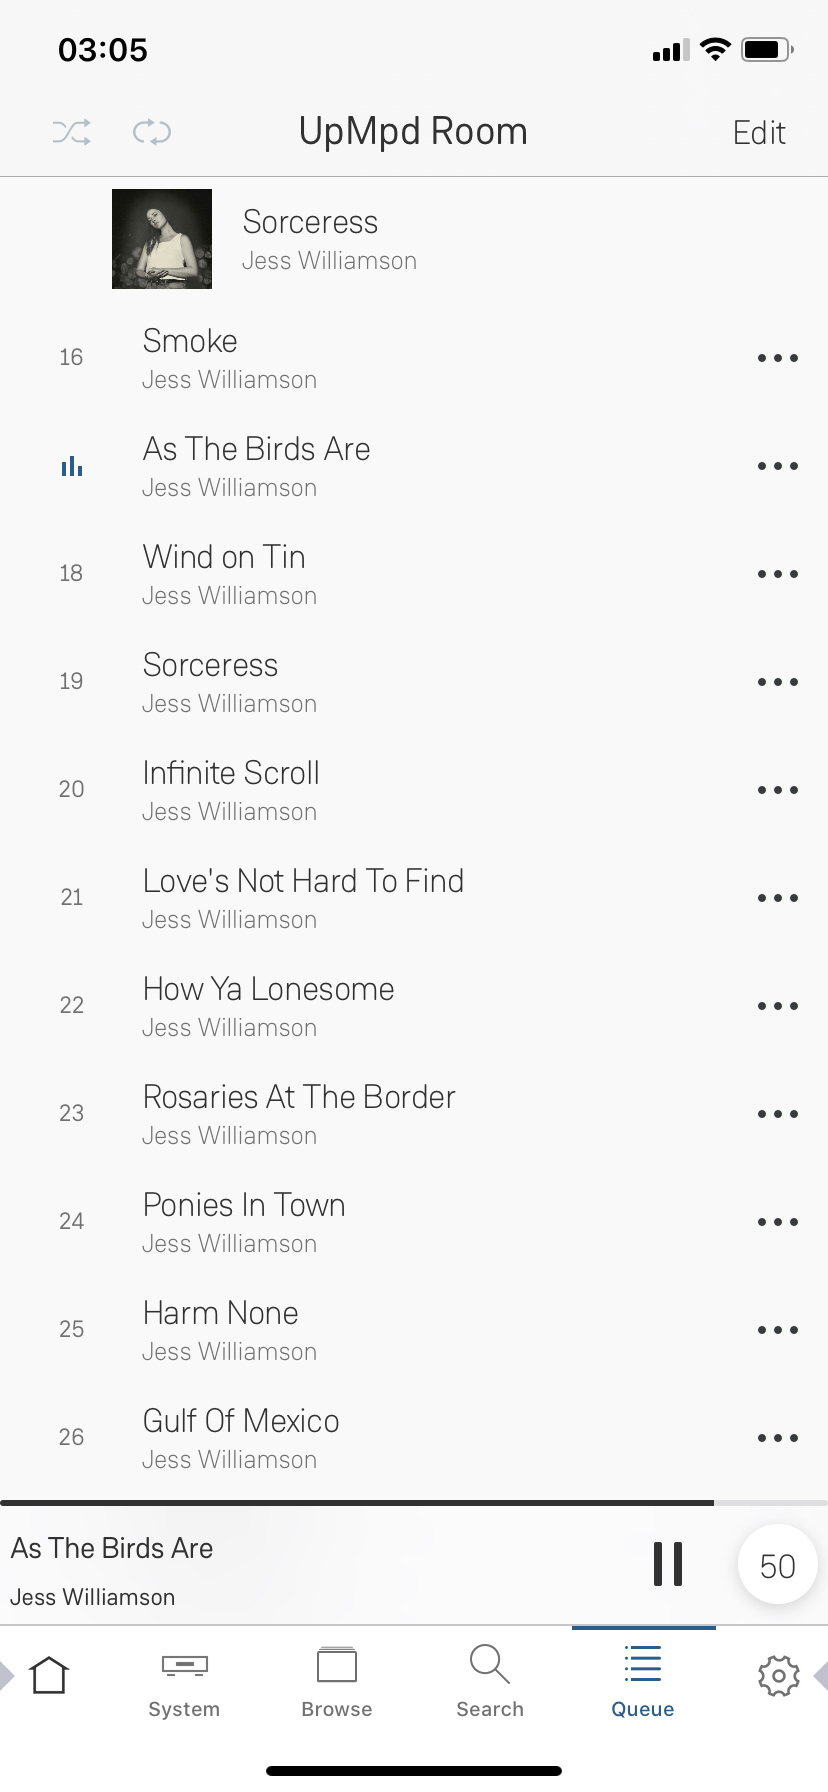 03:05
UpMpd Room
Edit
Sorceress
Jess Williamson
16
Smoke
Jess Williamson
As The Birds Are
Jess Williamson
18
Wind on Tin
Jess Williamson
19
Sorceress
Jess Williamson
20
Infinite Scroll
Jess Williamson
21
Love's Not Hard To Find
Jess Williamson
22
How Ya Lonesome
Jess Williamson
23
Rosaries At The Border
Jess Williamson
24
Ponies In Town
Jess Williamson
25
Harm None
Jess Williamson
26
Gulf Of Mexico
Jess Williamson
As The Birds Are
Jess Williamson
50
System
Browse
Search
Queue